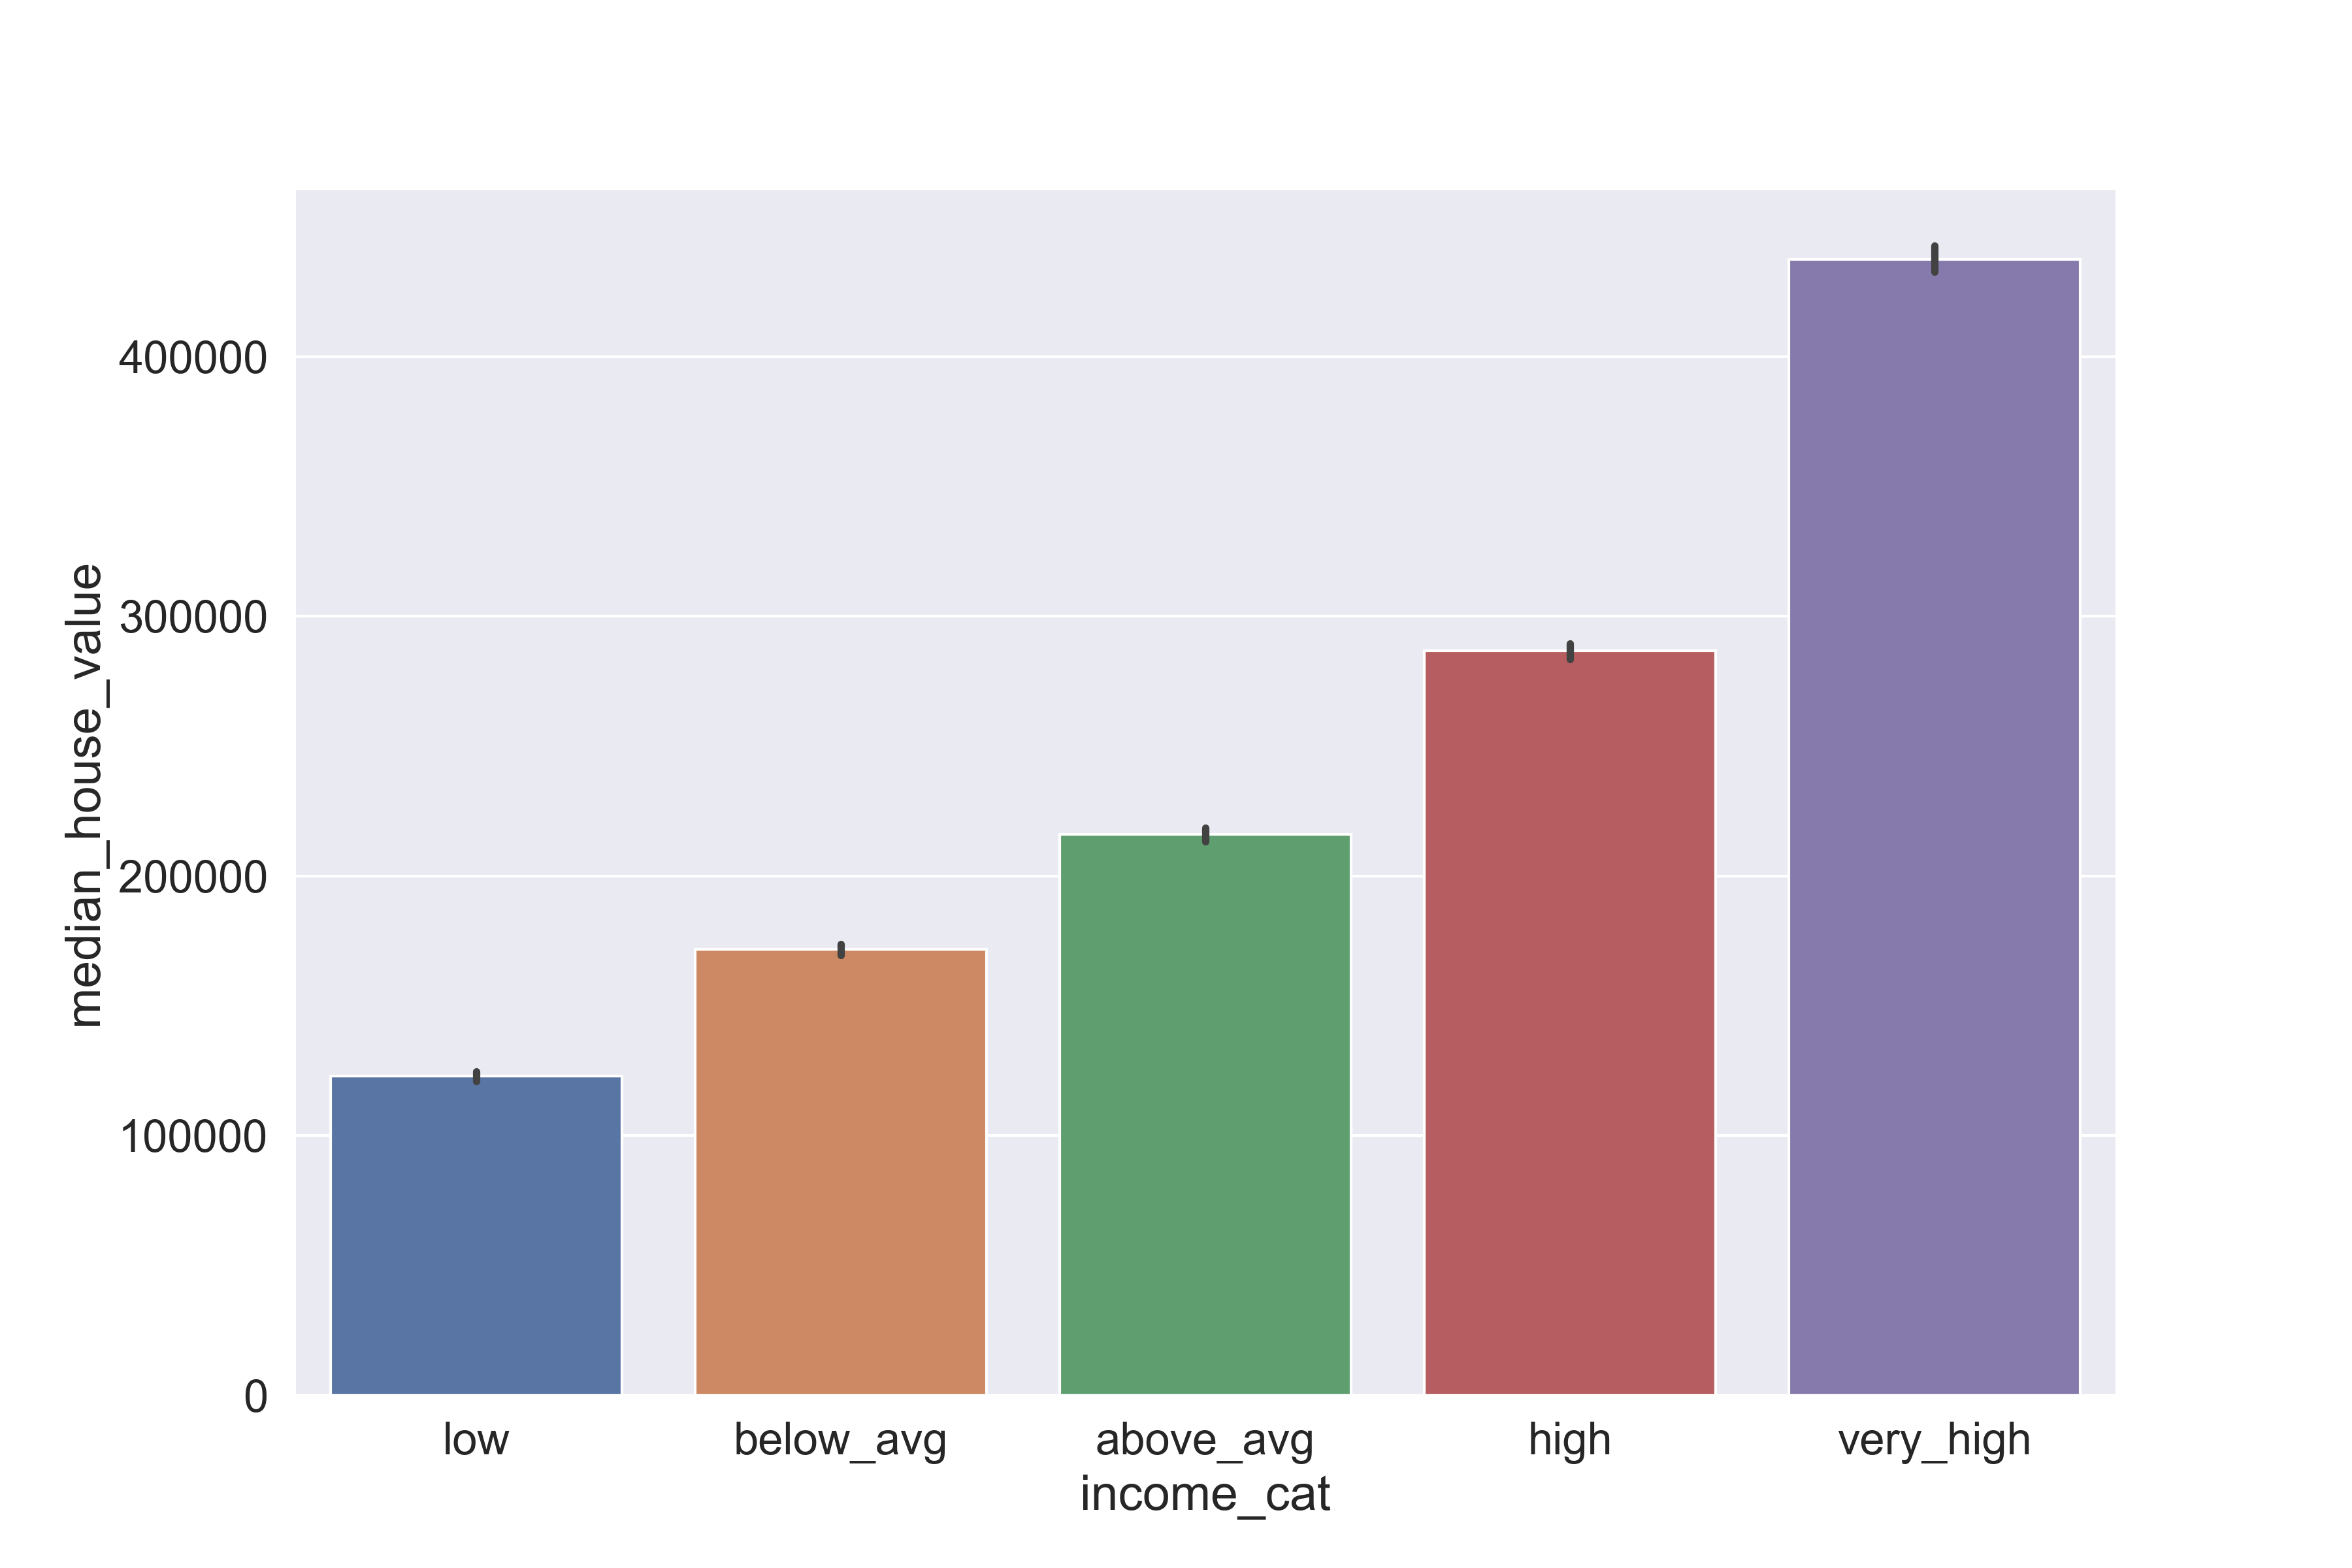 median_house_value
400000
300000
200000
100000
0
low
below_avg
above_avg
high
very_high
income_cat